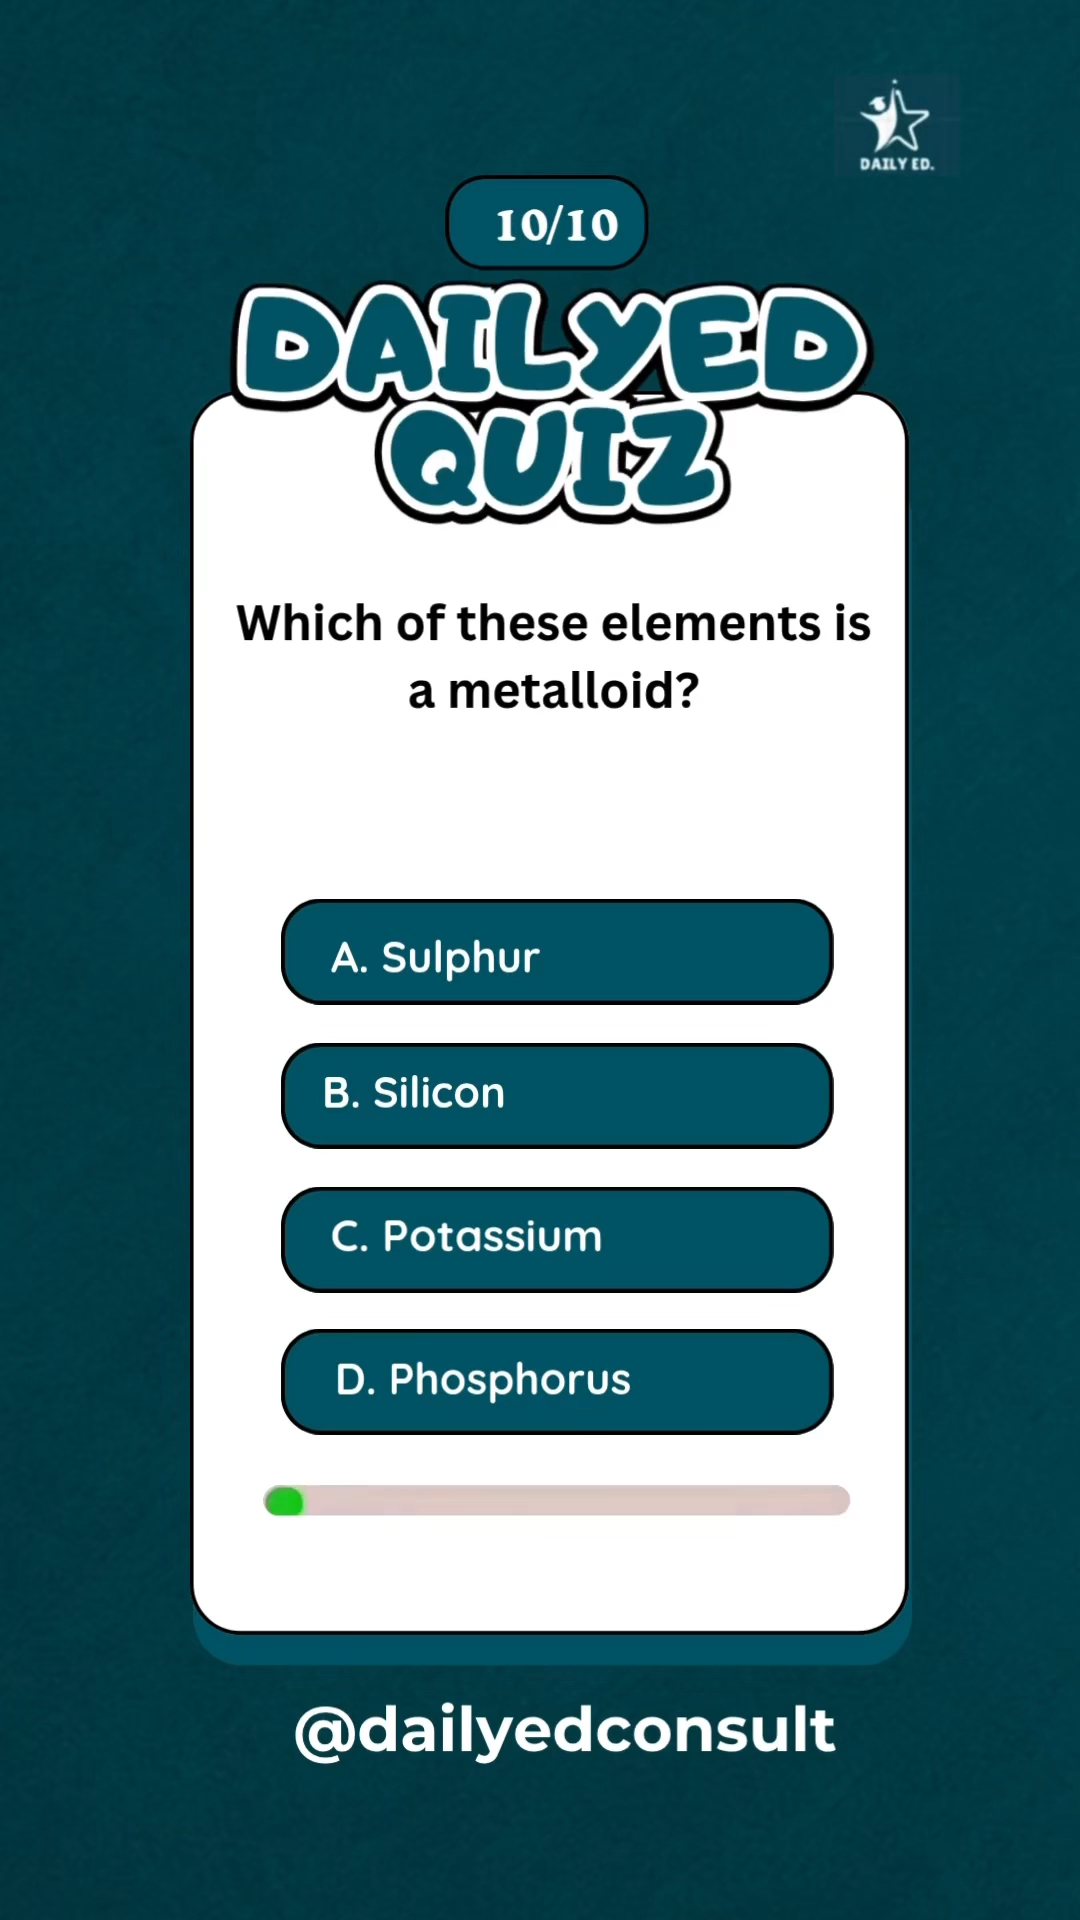 DAILY ED.
10/10
DAILYED
QUIZ
Which of these elements is
a metalloid?
A. Sulphur
B. Silicon
C. Potassium
D. Phosphorus
@dailyedconsult